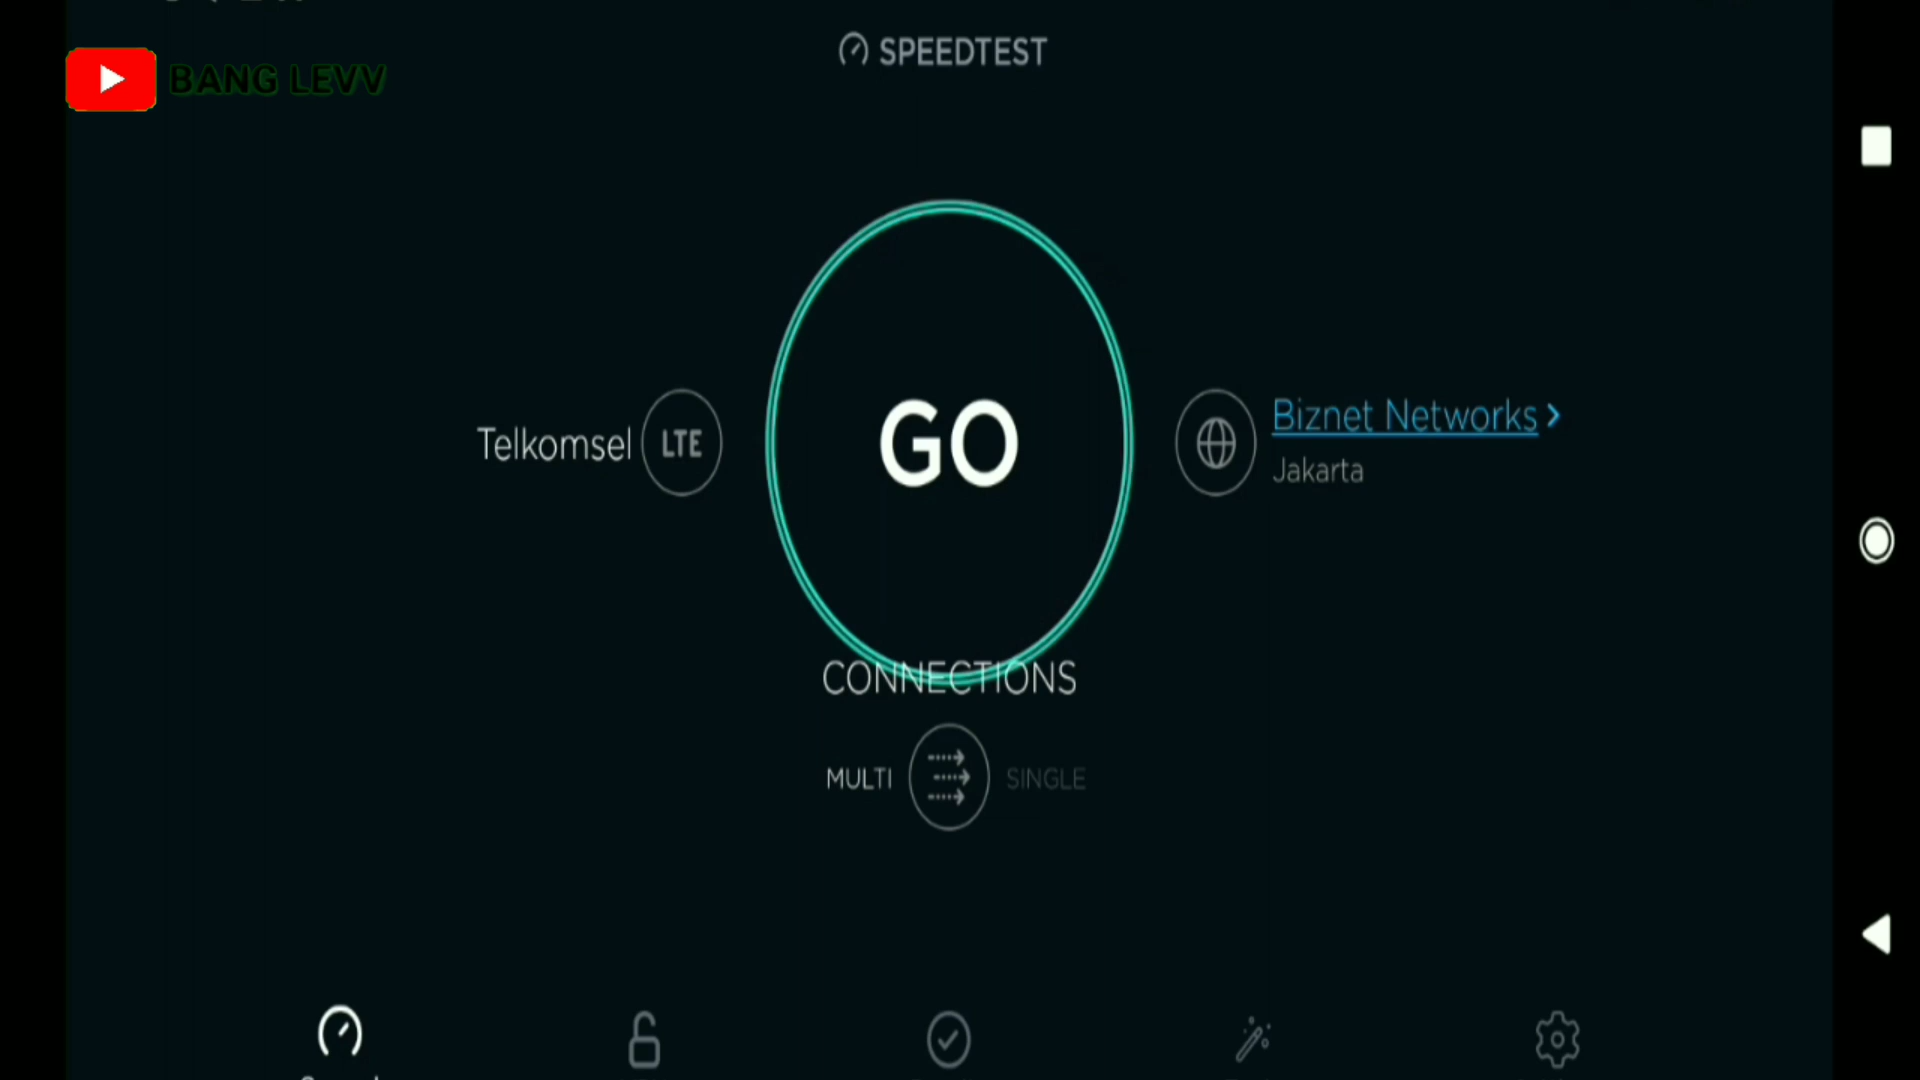 SPEEDTEST
BANG LEVV
Telkomsel
LTE
GO
Biznet Networks
Jakarta
CONNECTIONS
MULTI
SINGLE